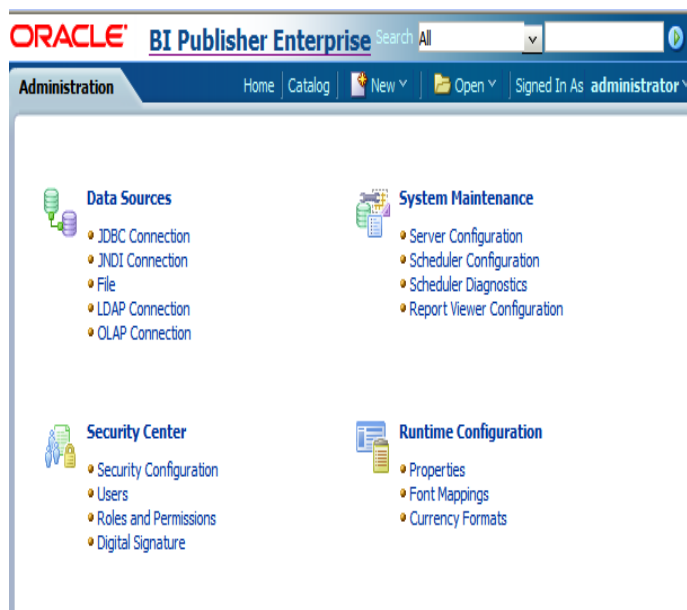 ORACLE BI Publisher Enterprise Search All
Administration Home Catalog New Open Signed In As administrator
Data Sources
JDBC Connection
JNDI Connection
File
LDAP Connection
OLAP Connection
System Maintenance
Server Configuration
Scheduler Configuration
Scheduler Diagnostics
Report Viewer Configuration
Security Center
Security Configuration
Users
Roles and Permissions
Digital Signature
Runtime Configuration
Properties
Font Mappings
Currency Formats